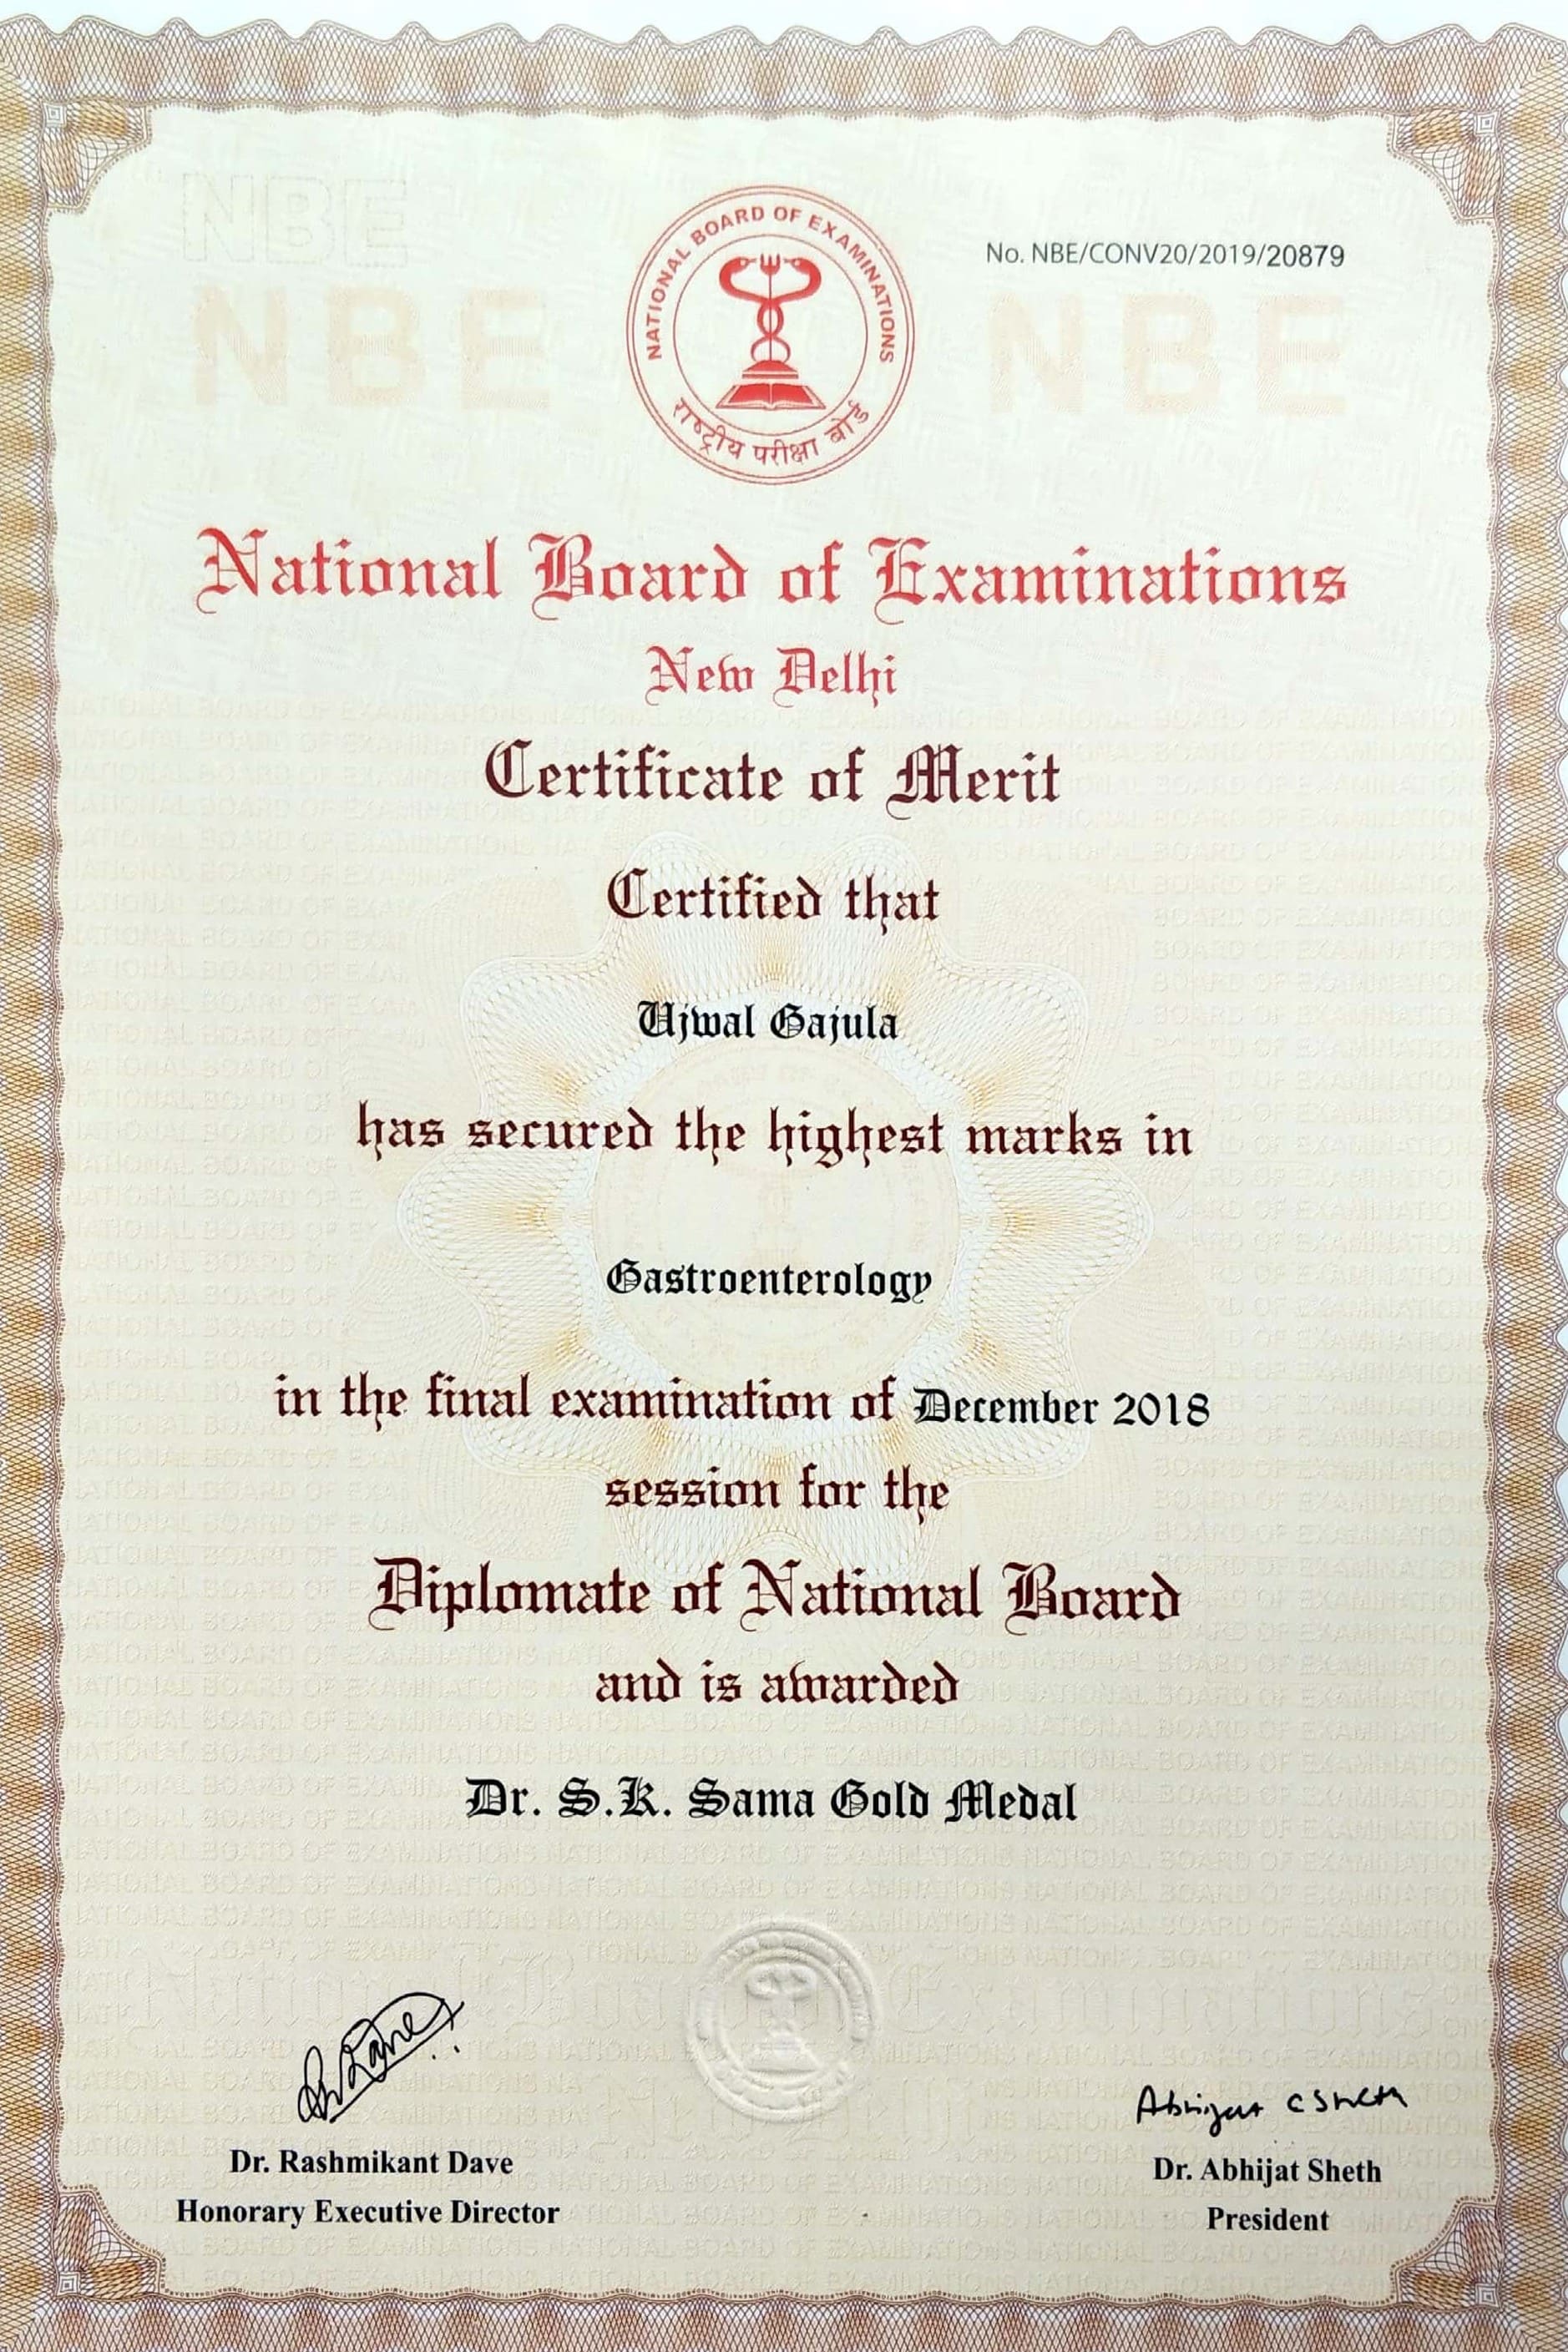 NBE
NATIONAL BOARD OF EXAMINATIONS
राष्ट्रीय परीक्षा बोर्ड
No. NBE/CONV20/2019/20879
NBE NBE
National Board of Examinations
New Delhi
Certificate of Merit
Certified that
Ujwal Gajula
has secured the highest marks in
Gastroenterology
in the final examination of December 2018
session for the
Diplomate of National Board
and is awarded
Dr. S.K. Sama Gold Medal
Abhijat C Sheth
Dr. Rashmikant Dave
Honorary Executive Director
Dr. Abhijat Sheth
President